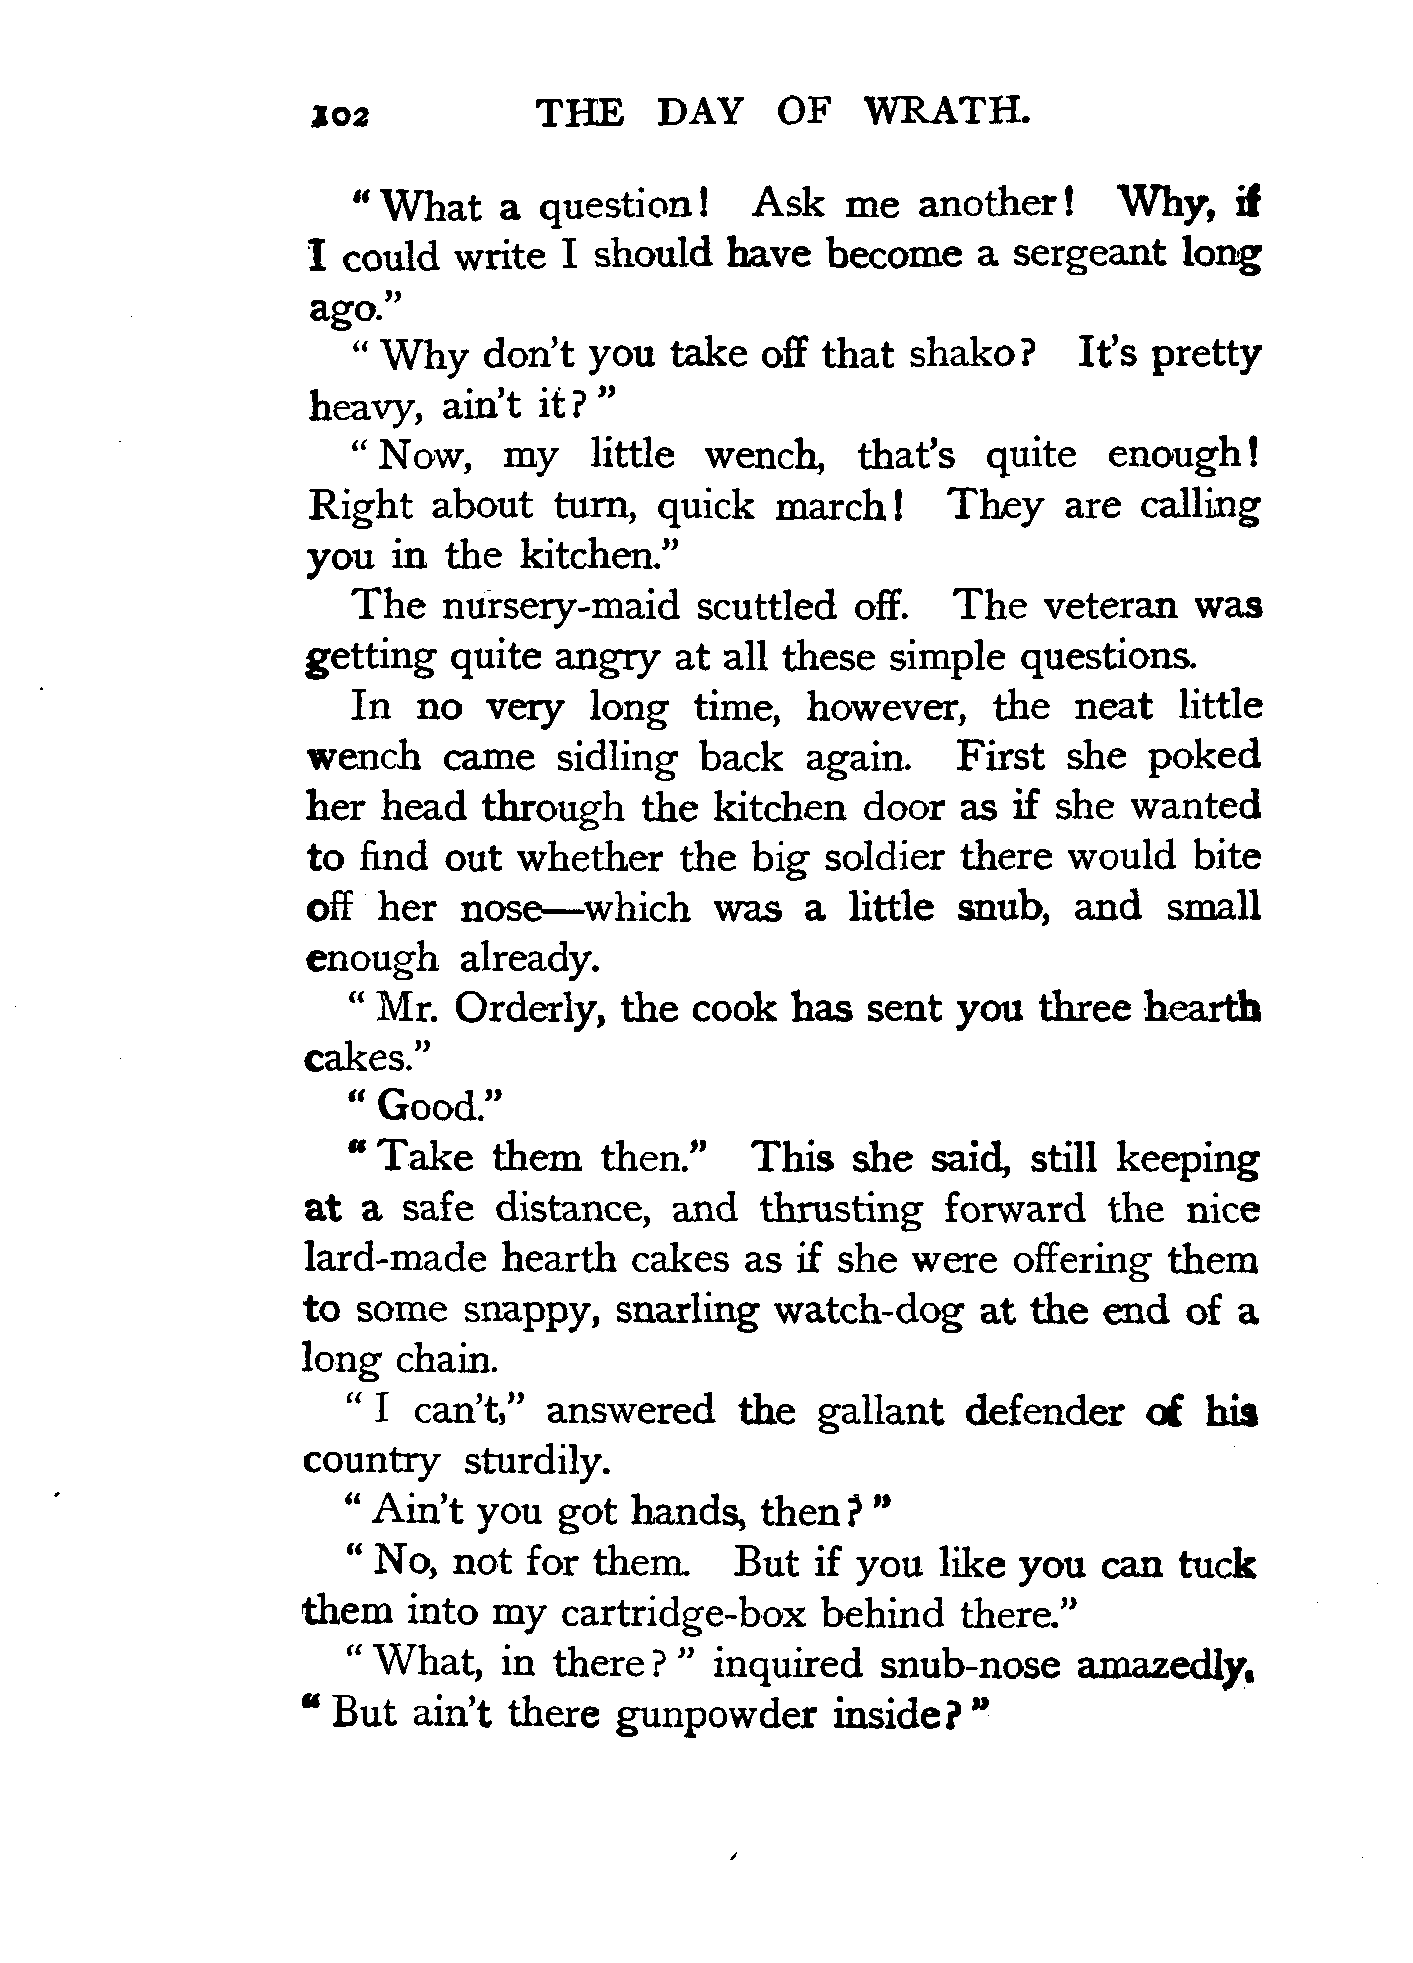 102 THE DAY OF WRATH.
"What a question! Ask me another! Why, if
I could write I should have become a sergeant long
ago."
"Why don't you take off that shako? It's pretty
heavy, ain't it?"
"Now, my little wench, that's quite enough!
Right about turn, quick march! They are calling
you in the kitchen."
The nursery-maid scuttled off. The veteran was
getting quite angry at all these simple questions.
In no very long time, however, the neat little
wench came sidling back again. First she poked
her head through the kitchen door as if she wanted
to find out whether the big soldier there would bite
off her nose—which was a little snub, and small
enough already.
"Mr. Orderly, the cook has sent you three hearth
cakes."
"Good."
"Take them then." This she said, still keeping
at a safe distance, and thrusting forward the nice
lard-made hearth cakes as if she were offering them
to some snappy, snarling watch-dog at the end of a
long chain.
"I can't," answered the gallant defender of his
country sturdily.
"Ain't you got hands, then?"
"No, not for them. But if you like you can tuck
them into my cartridge-box behind there."
"What, in there?" inquired snub-nose amazedly.
"But ain't there gunpowder inside?"